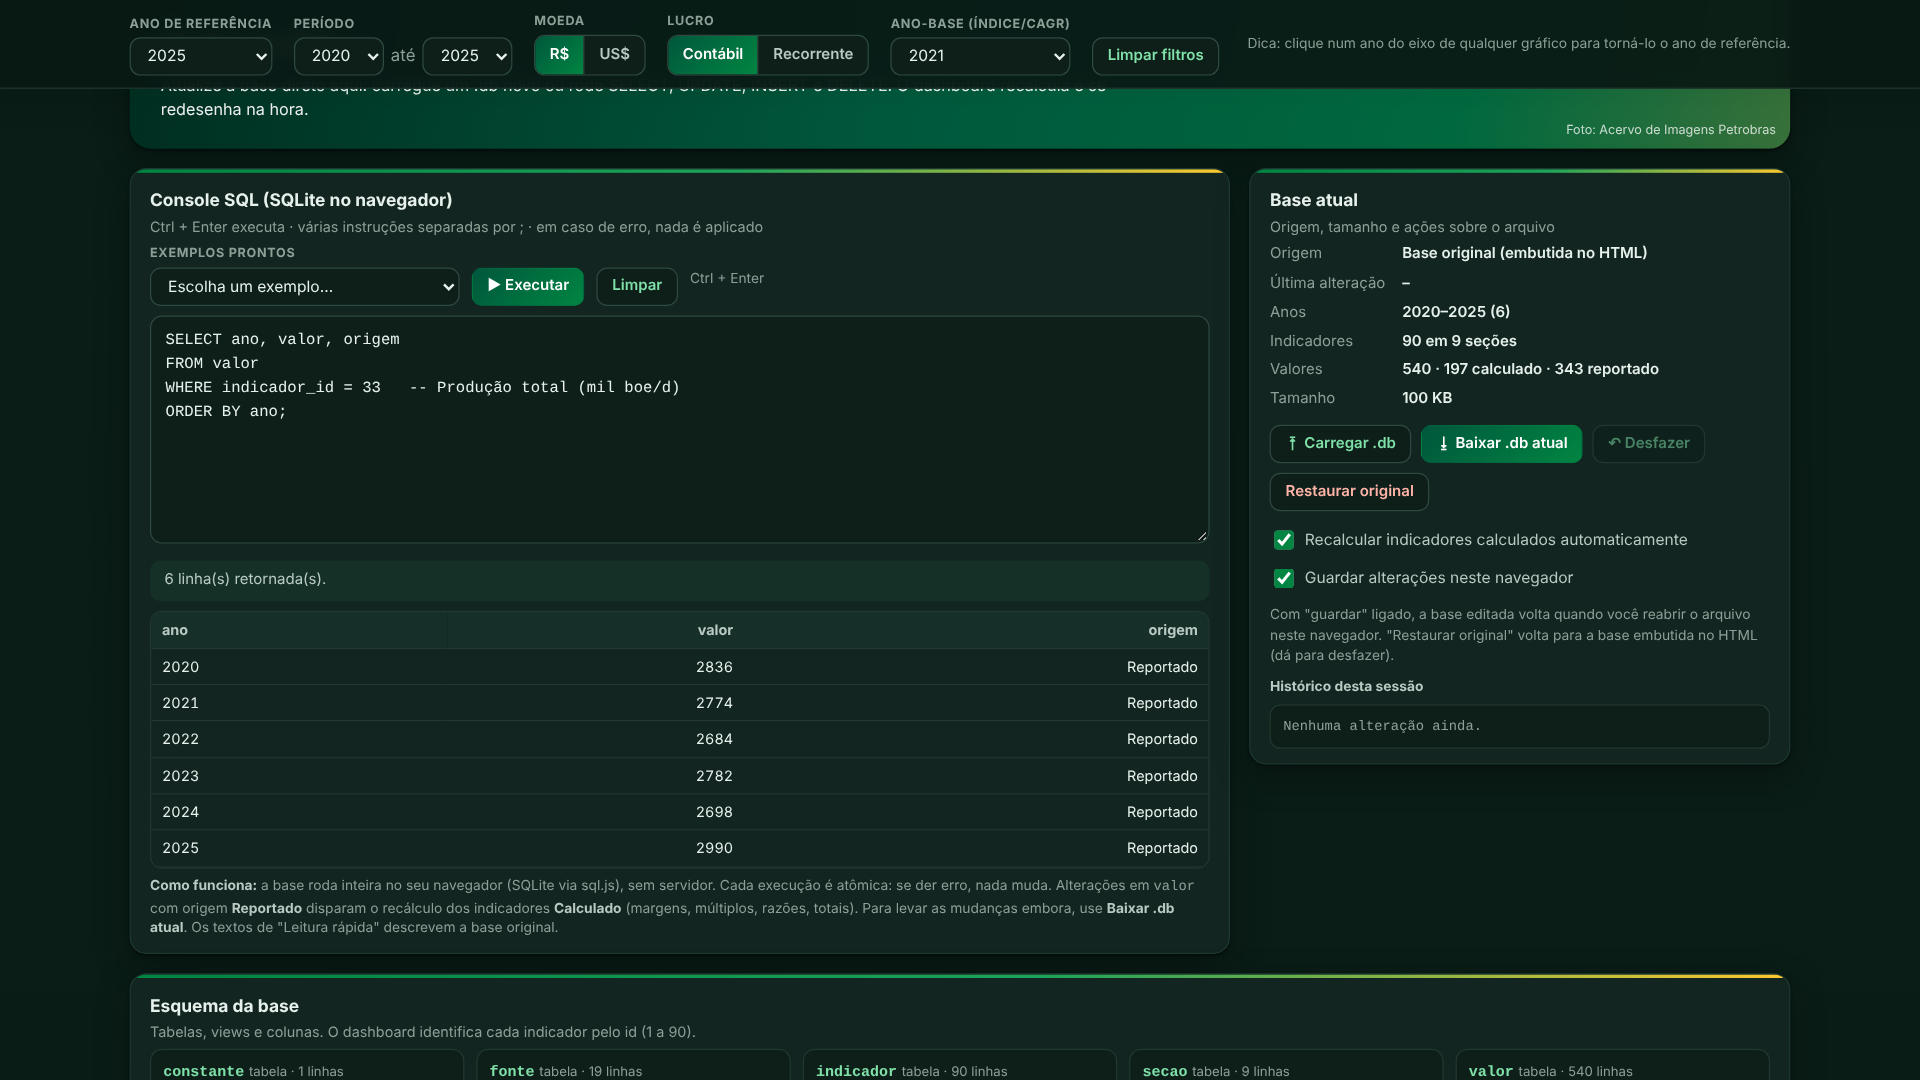 ANO DE REFERÊNCIA
2025
PERÍODO
2020 até 2025
MOEDA
R$ US$
LUCRO
Contábil Recorrente
ANO-BASE (ÍNDICE/CAGR)
2021
Limpar filtros
Dica: clique num ano do eixo de qualquer gráfico para torná-lo o ano de referência.
redesenha na hora.
Foto: Acervo de Imagens Petrobras
Console SQL (SQLite no navegador)
Ctrl + Enter executa · várias instruções separadas por ; · em caso de erro, nada é aplicado
EXEMPLOS PRONTOS
Escolha um exemplo...
▶ Executar
Limpar
Ctrl + Enter
SELECT ano, valor, origem
FROM valor
WHERE indicador_id = 33   -- Produção total (mil boe/d)
ORDER BY ano;
6 linha(s) retornada(s).
ano valor origem
2020 2836 Reportado
2021 2774 Reportado
2022 2684 Reportado
2023 2782 Reportado
2024 2698 Reportado
2025 2990 Reportado
Como funciona: a base roda inteira no seu navegador (SQLite via sql.js), sem servidor. Cada execução é atômica: se der erro, nada muda. Alterações em valor
com origem Reportado disparam o recálculo dos indicadores Calculado (margens, múltiplos, razões, totais). Para levar as mudanças embora, use Baixar .db
atual. Os textos de "Leitura rápida" descrevem a base original.
Base atual
Origem, tamanho e ações sobre o arquivo
Origem Base original (embutida no HTML)
Última alteração –
Anos 2020–2025 (6)
Indicadores 90 em 9 seções
Valores 540 · 197 calculado · 343 reportado
Tamanho 100 KB
⤒ Carregar .db
⤓ Baixar .db atual
↶ Desfazer
Restaurar original
Recalcular indicadores calculados automaticamente
Guardar alterações neste navegador
Com "guardar" ligado, a base editada volta quando você reabrir o arquivo
neste navegador. "Restaurar original" volta para a base embutida no HTML
(dá para desfazer).
Histórico desta sessão
Nenhuma alteração ainda.
Esquema da base
Tabelas, views e colunas. O dashboard identifica cada indicador pelo id (1 a 90).
constante tabela · 1 linhas
fonte tabela · 19 linhas
indicador tabela · 90 linhas
secao tabela · 9 linhas
valor tabela · 540 linhas